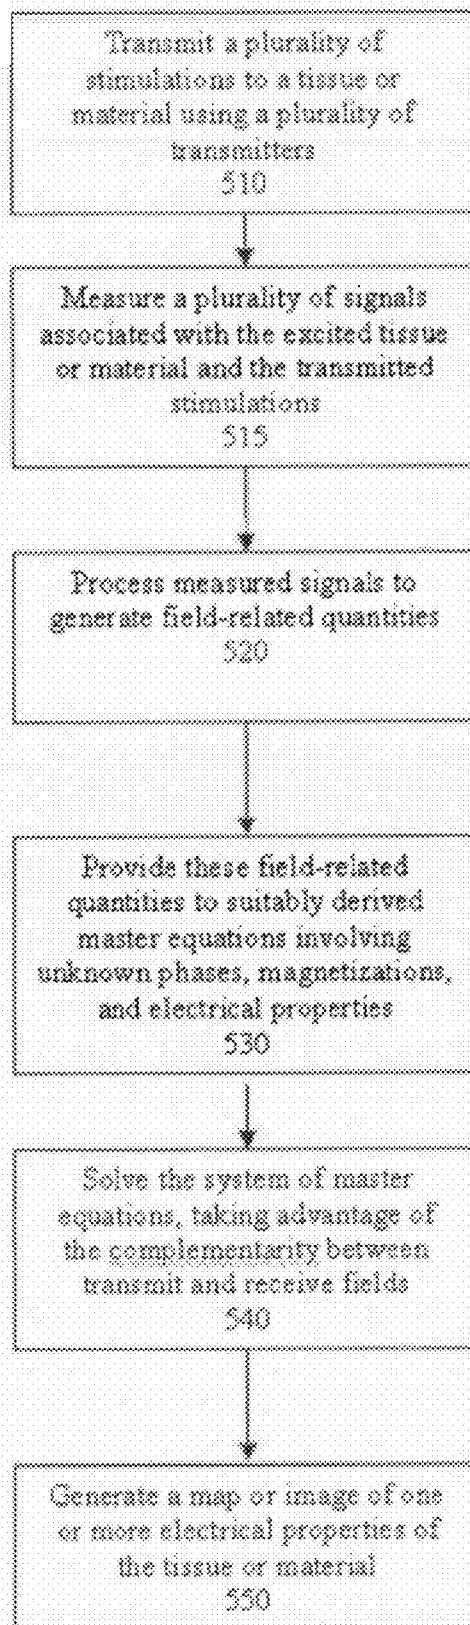 Transmit a plurality of
stimulations to a tissue or
material using a plurality of
transmitters
510
Measure a plurality of signals
associated with the excited tissue
or material and the transmitted
stimulations
515
Process measured signals to
generate field-related quantities
520
Provide these field-related
quantities to suitably derived
master equations involving
unknown phases, magnetizations,
and electrical properties
530
Solve the system of master
equations, taking advantage of
the complementarity between
transmit and receive fields
540
Generate a map or image of one
or more electrical properties of
the tissue or material
550